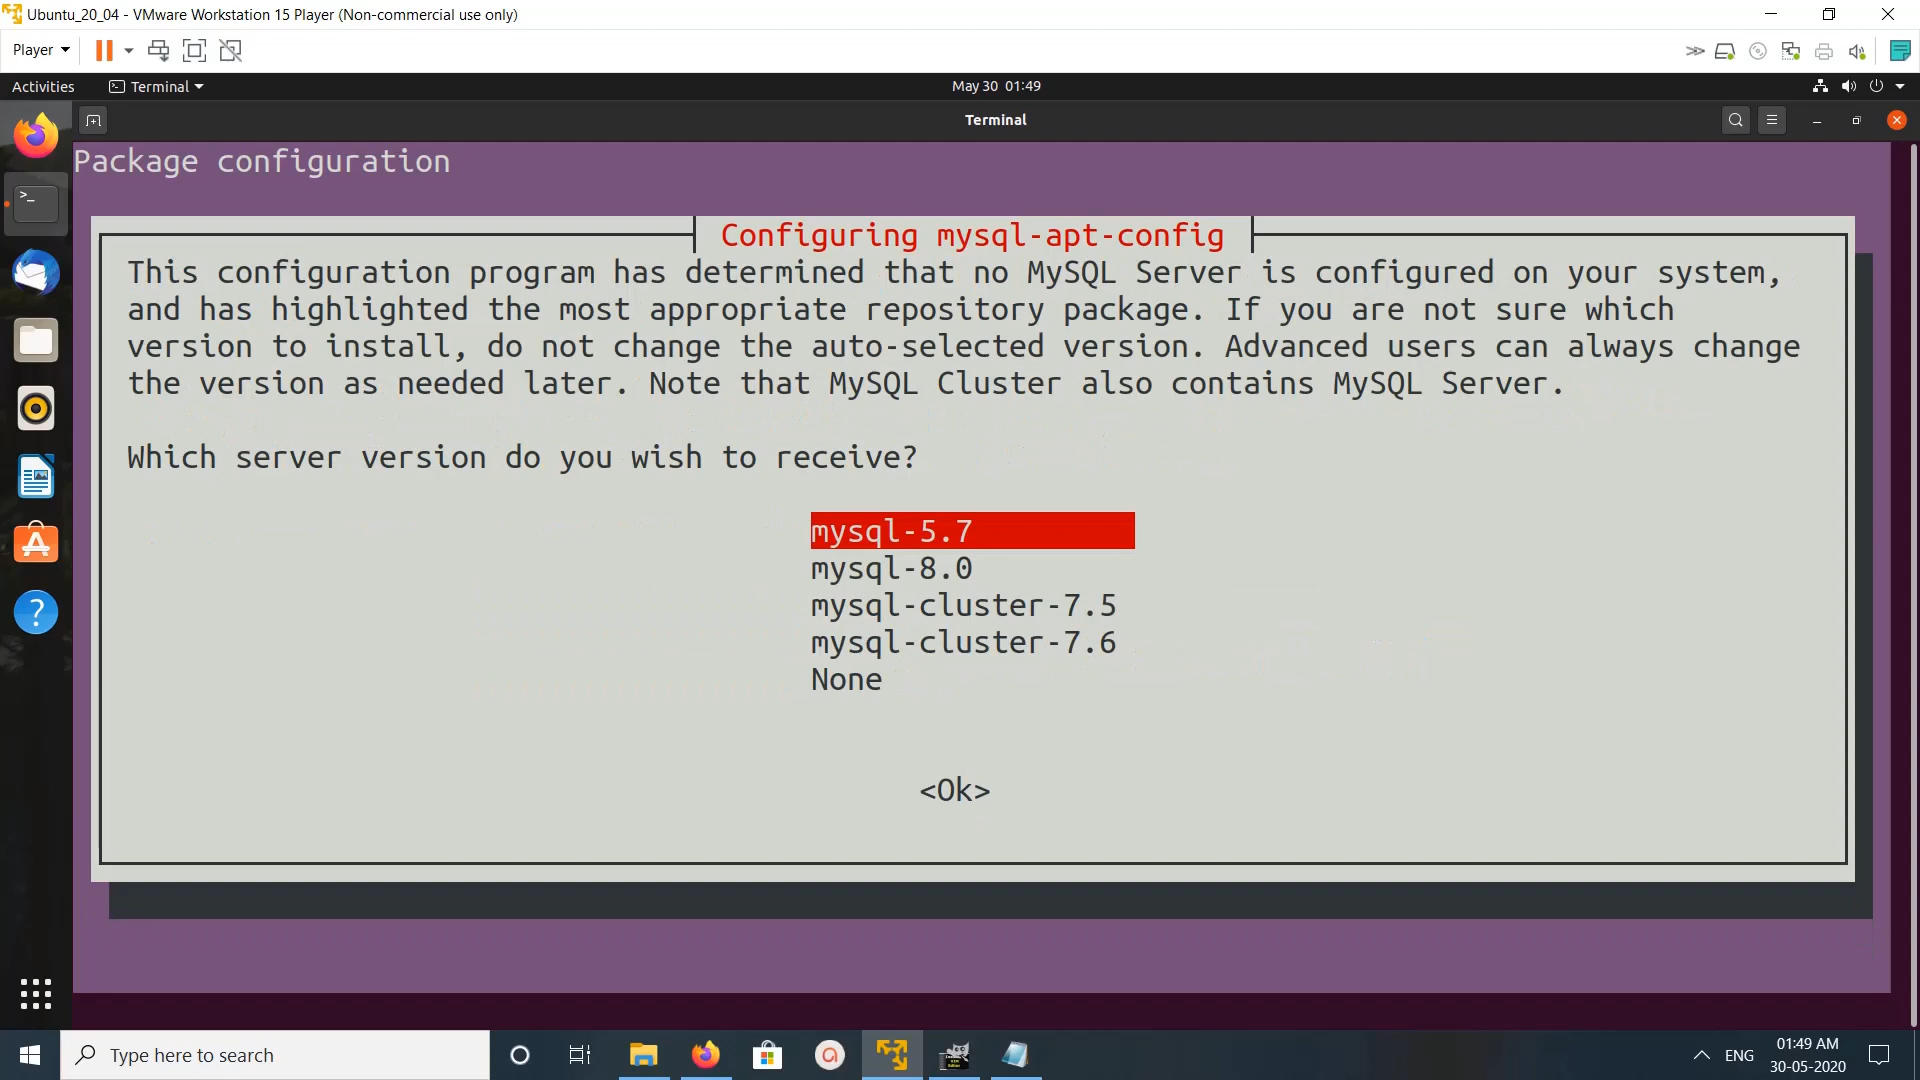 Ubuntu_20_04 - VMware Workstation 15 Player (Non-commercial use only)
Player
Activities
Terminal
May 30 01:49
Terminal
Package configuration
Configuring mysql-apt-config
This configuration program has determined that no MySQL Server is configured on your system,
and has highlighted the most appropriate repository package. If you are not sure which
version to install, do not change the auto-selected version. Advanced users can always change
the version as needed later. Note that MySQL Cluster also contains MySQL Server.
Which server version do you wish to receive?
mysql-5.7
mysql-8.0
mysql-cluster-7.5
mysql-cluster-7.6
None
<Ok>
Type here to search
ENG
01:49 AM
30-05-2020